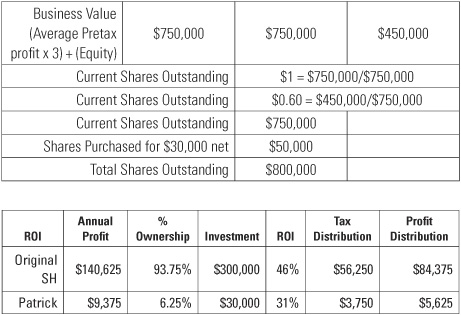 Business Value
(Average Pretax
profit x 3) + (Equity)
$750,000 $750,000 $450,000
Current Shares Outstanding $1 = $750,000/$750,000
Current Shares Outstanding $0.60 = $450,000/$750,000
Current Shares Outstanding $750,000
Shares Purchased for $30,000 net $50,000
Total Shares Outstanding $800,000
ROI Annual Profit % Ownership Investment ROI Tax Distribution Profit Distribution
Original SH $140,625 93.75% $300,000 46% $56,250 $84,375
Patrick $9,375 6.25% $30,000 31% $3,750 $5,625